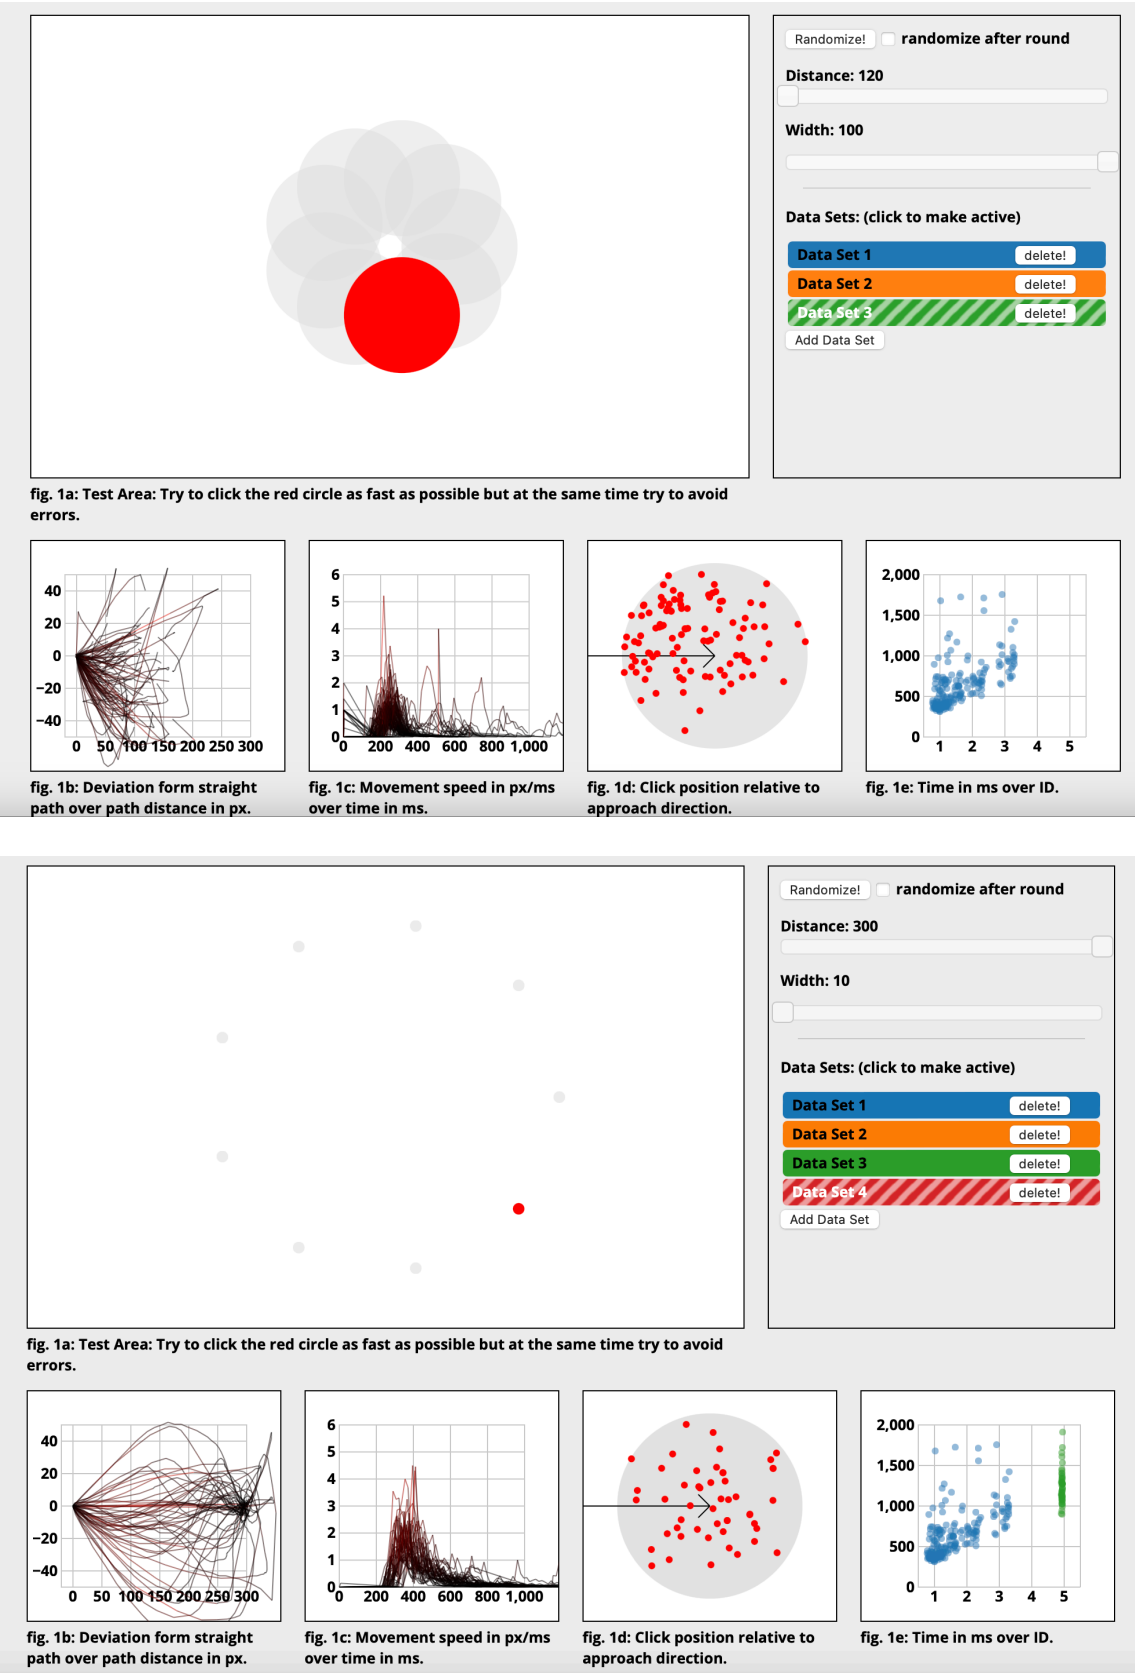 Randomize! randomize after round
Distance: 120
Width: 100
Data Sets: (click to make active)
Data Set 1 delete!
Data Set 2 delete!
Data Set 3 delete!
Add Data Set
fig. 1a: Test Area: Try to click the red circle as fast as possible but at the same time try to avoid
errors.
40
20
0
−20
−40
0 50 100 150 200 250 300
fig. 1b: Deviation form straight
path over path distance in px.
6
5
4
3
2
1
0
0 200 400 600 800 1,000
fig. 1c: Movement speed in px/ms
over time in ms.
fig. 1d: Click position relative to
approach direction.
2,000
1,500
1,000
500
0
1 2 3 4 5
fig. 1e: Time in ms over ID.
Randomize! randomize after round
Distance: 300
Width: 10
Data Sets: (click to make active)
Data Set 1 delete!
Data Set 2 delete!
Data Set 3 delete!
Data Set 4 delete!
Add Data Set
fig. 1a: Test Area: Try to click the red circle as fast as possible but at the same time try to avoid
errors.
40
20
0
−20
−40
0 50 100 150 200 250 300
fig. 1b: Deviation form straight
path over path distance in px.
6
5
4
3
2
1
0
0 200 400 600 800 1,000
fig. 1c: Movement speed in px/ms
over time in ms.
fig. 1d: Click position relative to
approach direction.
2,000
1,500
1,000
500
0
1 2 3 4 5
fig. 1e: Time in ms over ID.